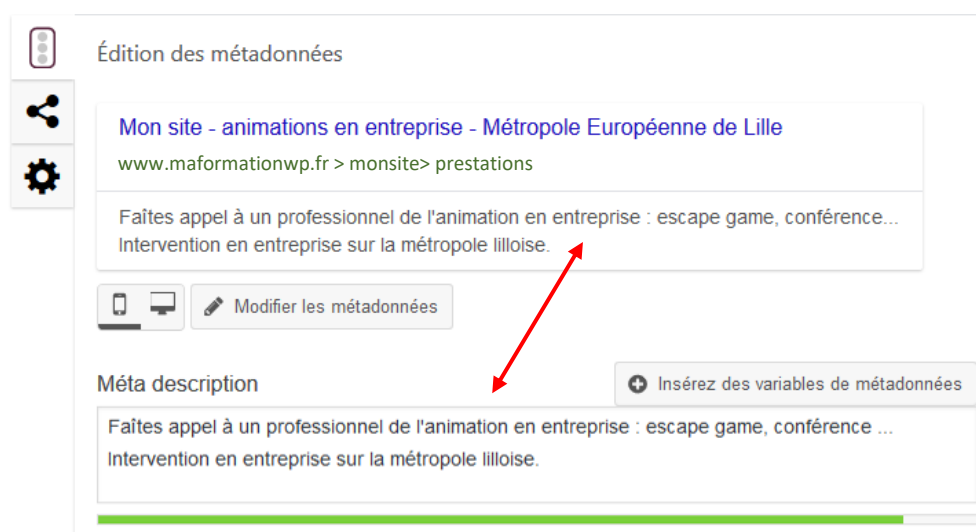 Édition des métadonnées
Mon site - animations en entreprise - Métropole Européenne de Lille
www.maformationwp.fr > monsite> prestations
Faîtes appel à un professionnel de l'animation en entreprise : escape game, conférence...
Intervention en entreprise sur la métropole lilloise.
Modifier les métadonnées
Méta description
Insérez des variables de métadonnées
Faîtes appel à un professionnel de l'animation en entreprise : escape game, conférence ...
Intervention en entreprise sur la métropole lilloise.